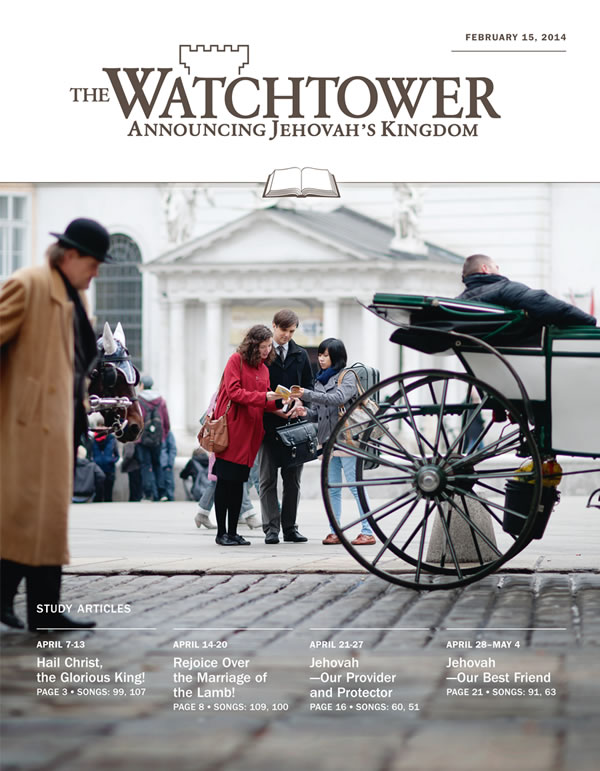 FEBRUARY 15, 2014
THE WATCHTOWER
ANNOUNCING JEHOVAH'S KINGDOM
STUDY ARTICLES
APRIL 7-13
Hail Christ,
the Glorious King!
PAGE 3 • SONGS: 99, 107
APRIL 14-20
Rejoice Over
the Marriage of
the Lamb!
PAGE 8 • SONGS: 109, 100
APRIL 21-27
Jehovah
—Our Provider
and Protector
PAGE 16 • SONGS: 60, 51
APRIL 28–MAY 4
Jehovah
—Our Best Friend
PAGE 21 • SONGS: 91, 63